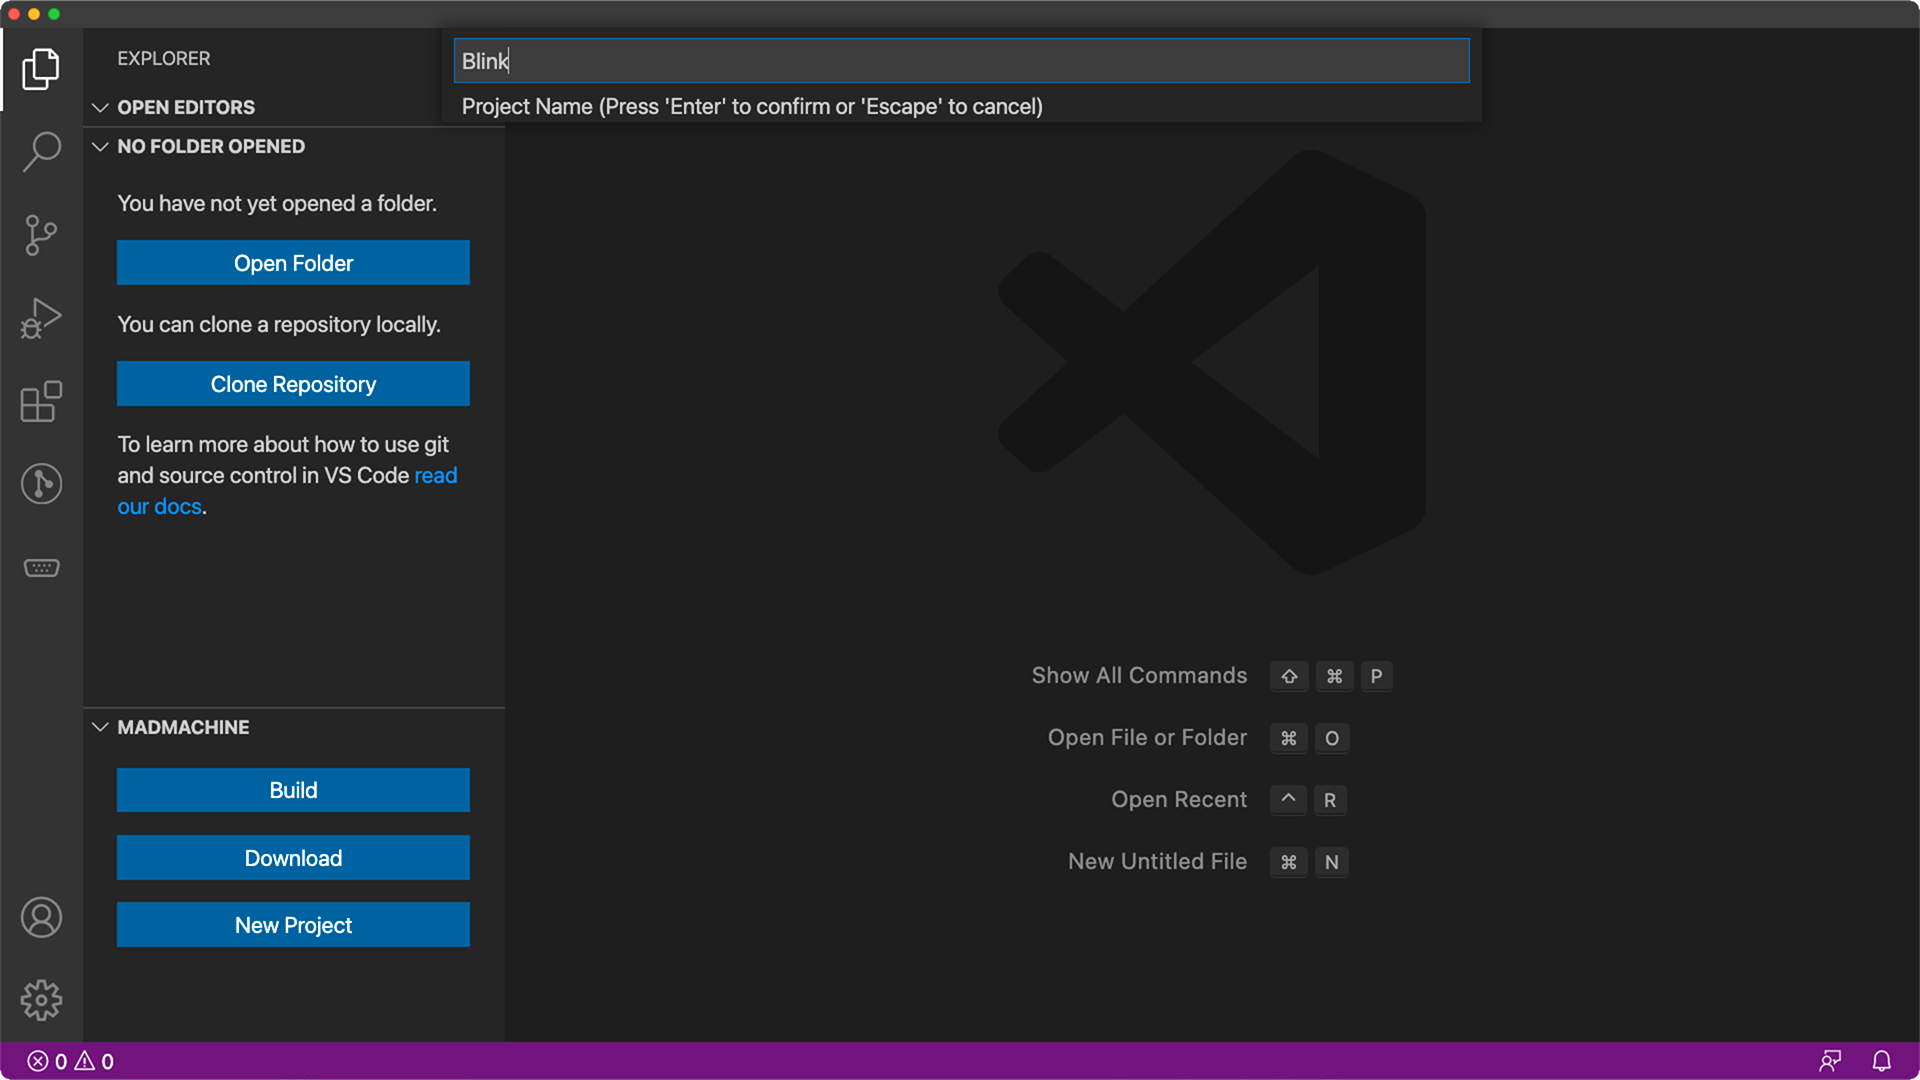 Blink
Project Name (Press 'Enter' to confirm or 'Escape' to cancel)
EXPLORER
OPEN EDITORS
NO FOLDER OPENED
You have not yet opened a folder.
Open Folder
You can clone a repository locally.
Clone Repository
To learn more about how to use git
and source control in VS Code read
our docs.
MADMACHINE
Build
Download
New Project
Show All Commands ⇧ ⌘ P
Open File or Folder ⌘ O
Open Recent ^ R
New Untitled File ⌘ N
0 0